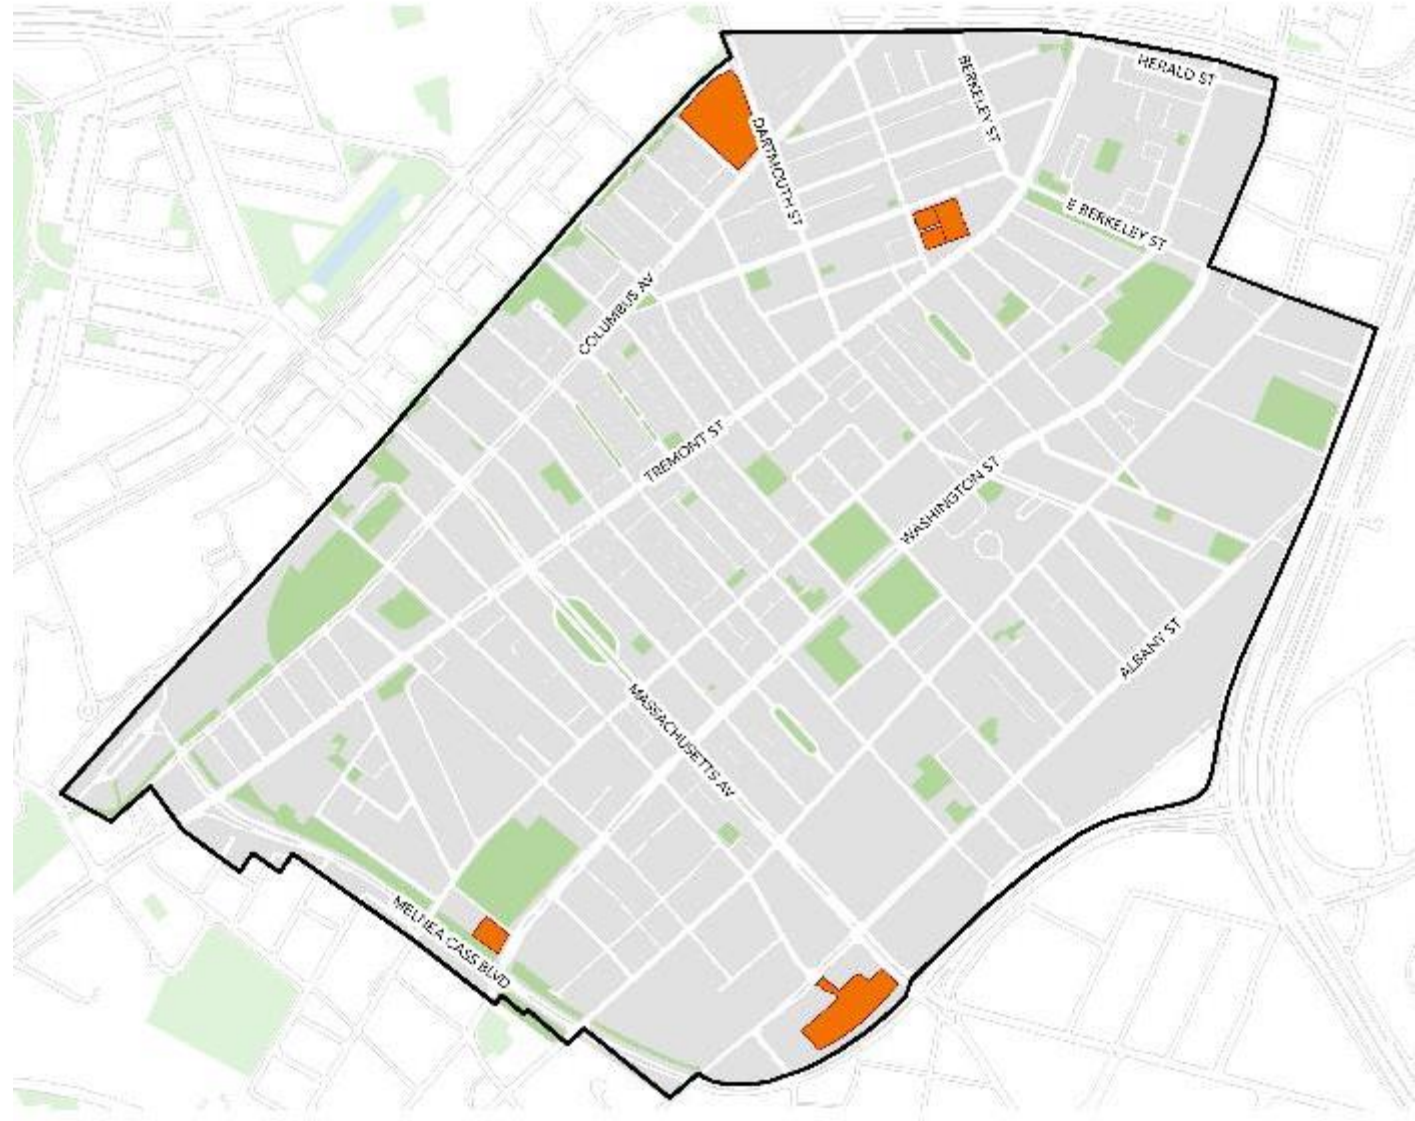 HERALD ST
BERKELEY ST
DARTMOUTH ST
E BERKELEY ST
COLUMBUS AV
TREMONT ST
WASHINGTON ST
ALBANY ST
MASSACHUSETTS AV
MELNEA CASS BLVD